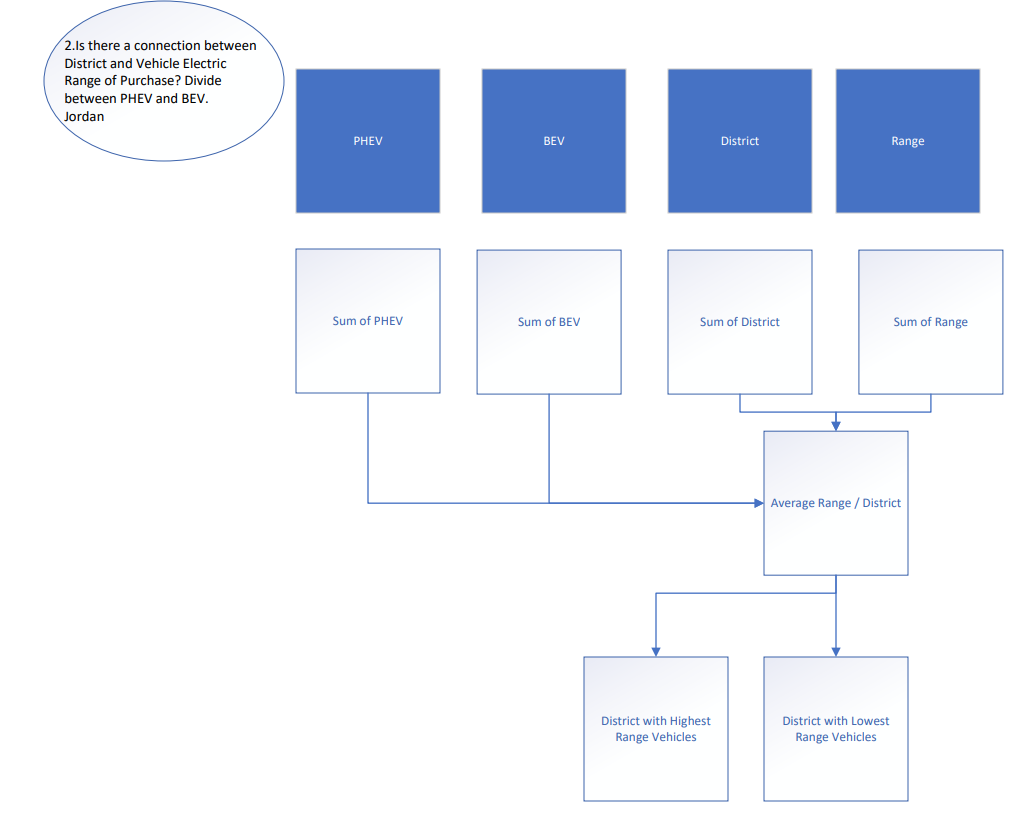 2.Is there a connection between
District and Vehicle Electric
Range of Purchase? Divide
between PHEV and BEV.
Jordan
PHEV
BEV
District
Range
Sum of PHEV
Sum of BEV
Sum of District
Sum of Range
Average Range / District
District with Highest
Range Vehicles
District with Lowest
Range Vehicles